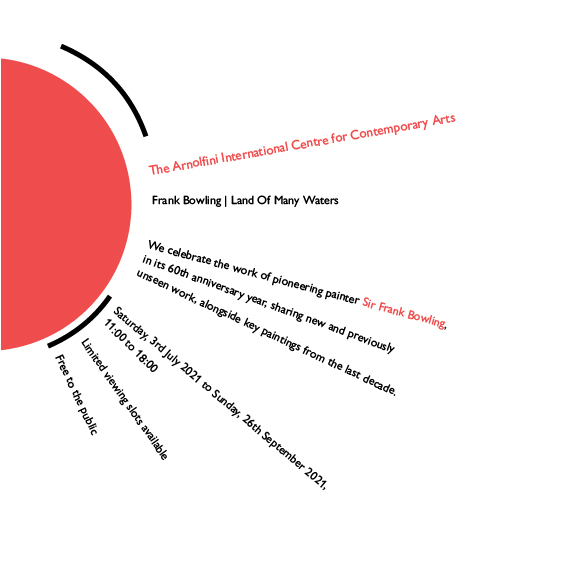 The Arnolfini International Centre for Contemporary Arts
Frank Bowling | Land Of Many Waters
We celebrate the work of pioneering painter Sir Frank Bowling,
in its 60th anniversary year, sharing new and previously
unseen work, alongside key paintings from the last decade.
Saturday, 3rd July 2021 to Sunday, 26th September 2021,
11:00 to 18:00
Limited viewing slots available
Free to the public